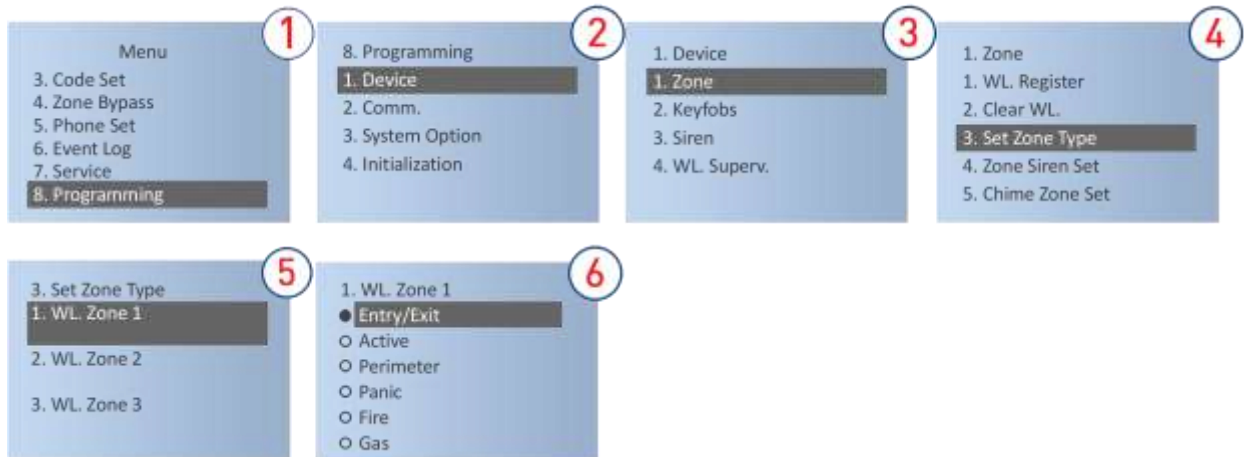 1
Menu
3. Code Set
4. Zone Bypass
5. Phone Set
6. Event Log
7. Service
8. Programming
2
8. Programming
1. Device
2. Comm.
3. System Option
4. Initialization
3
1. Device
1. Zone
2. Keyfobs
3. Siren
4. WL. Superv.
4
1. Zone
1. WL. Register
2. Clear WL.
3. Set Zone Type
4. Zone Siren Set
5. Chime Zone Set
5
3. Set Zone Type
1. WL. Zone 1
2. WL. Zone 2
3. WL. Zone 3
6
1. WL. Zone 1
Entry/Exit
Active
Perimeter
Panic
Fire
Gas